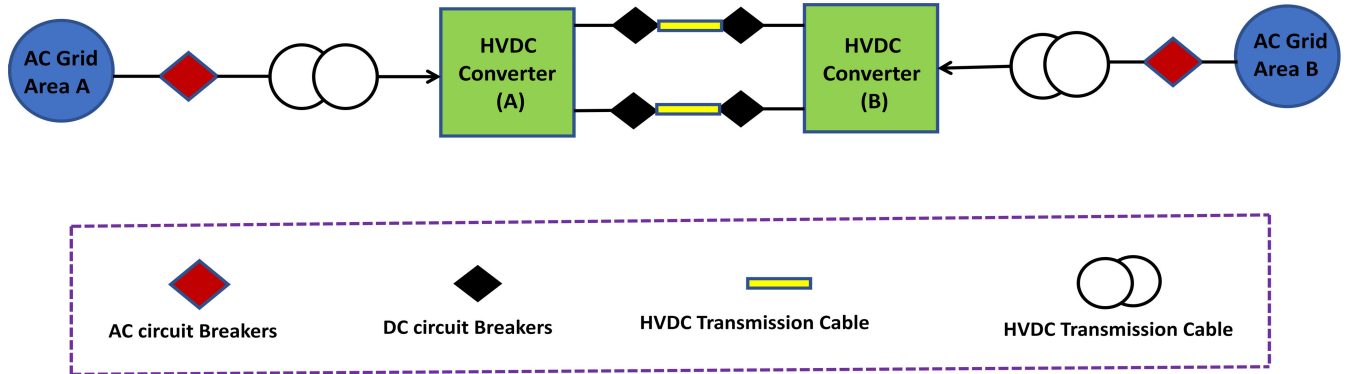 AC Grid
Area A
HVDC
Converter
(A)
HVDC
Converter
(B)
AC Grid
Area B
AC circuit Breakers
DC circuit Breakers
HVDC Transmission Cable
HVDC Transmission Cable